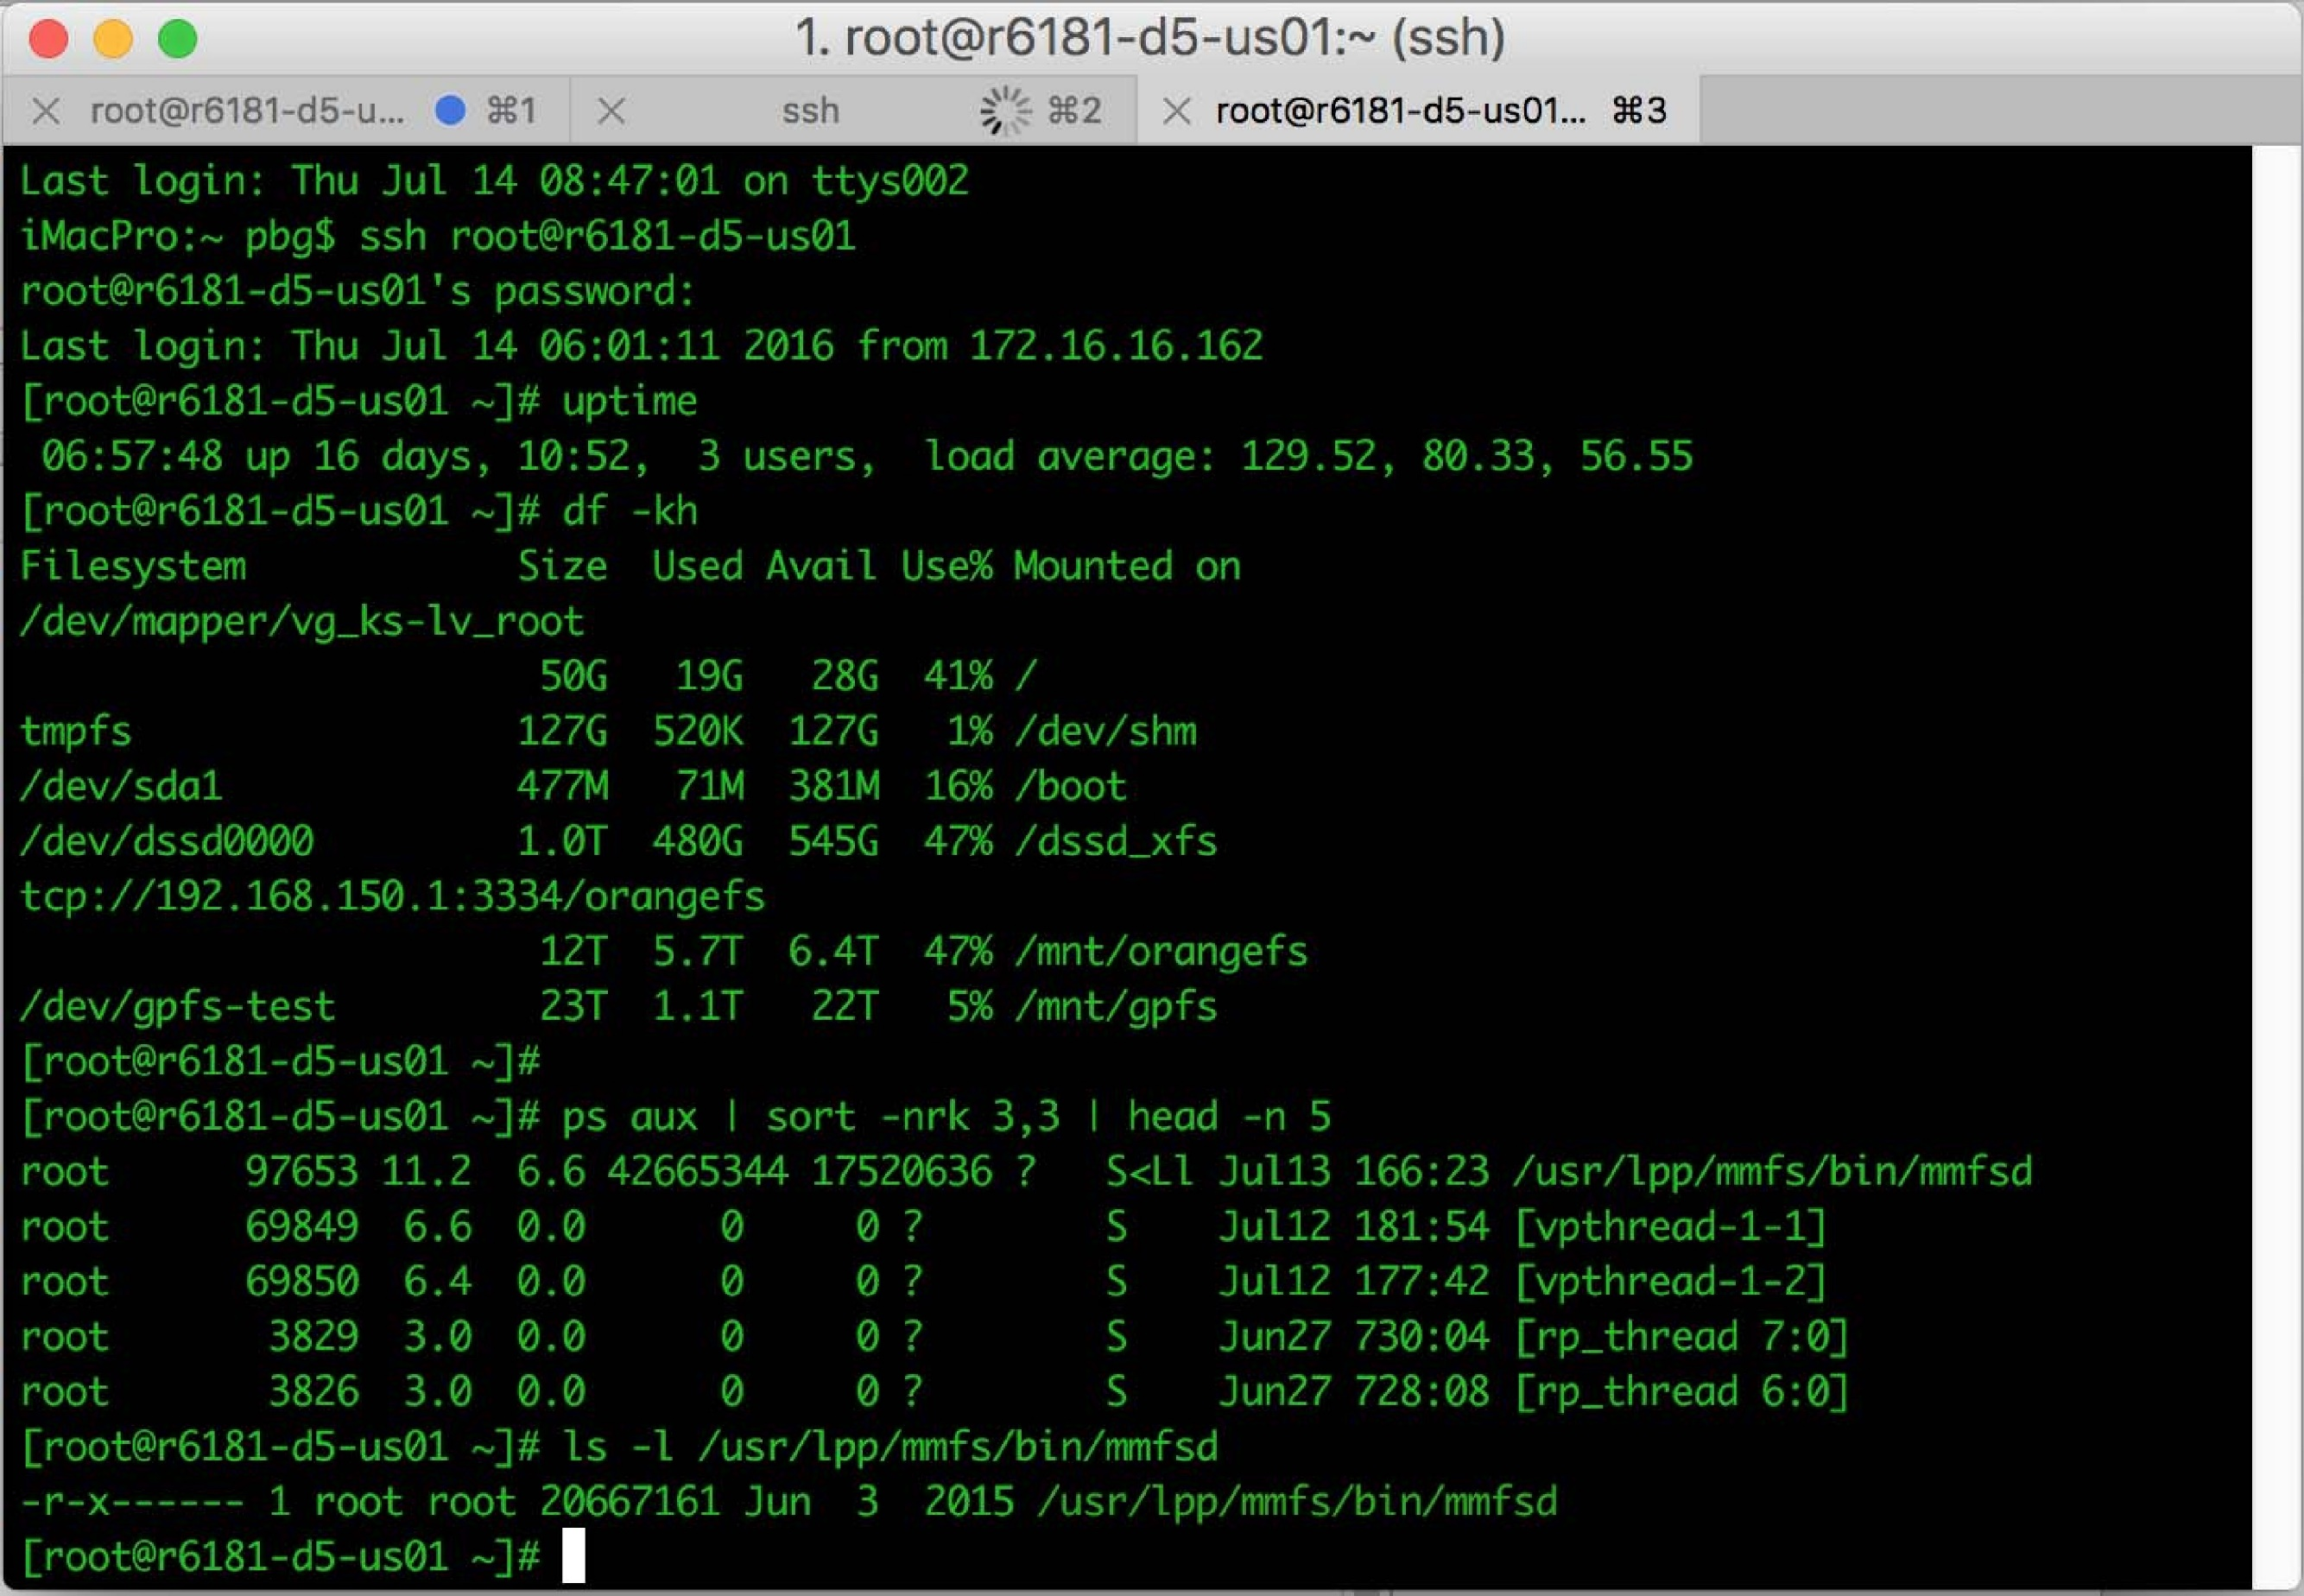 1. root@r6181-d5-us01:~ (ssh)
root@r6181-d5-u... ⌘1 ssh ⌘2 root@r6181-d5-us01... ⌘3
Last login: Thu Jul 14 08:47:01 on ttys002
iMacPro:~ pbg$ ssh root@r6181-d5-us01
root@r6181-d5-us01's password:
Last login: Thu Jul 14 06:01:11 2016 from 172.16.16.162
[root@r6181-d5-us01 ~]# uptime
 06:57:48 up 16 days, 10:52,  3 users,  load average: 129.52, 80.33, 56.55
[root@r6181-d5-us01 ~]# df -kh
Filesystem            Size  Used Avail Use% Mounted on
/dev/mapper/vg_ks-lv_root
                       50G   19G   28G  41% /
tmpfs                 127G  520K  127G   1% /dev/shm
/dev/sda1             477M   71M  381M  16% /boot
/dev/dssd0000         1.0T  480G  545G  47% /dssd_xfs
tcp://192.168.150.1:3334/orangefs
                       12T  5.7T  6.4T  47% /mnt/orangefs
/dev/gpfs-test         23T  1.1T   22T   5% /mnt/gpfs
[root@r6181-d5-us01 ~]#
[root@r6181-d5-us01 ~]# ps aux | sort -nrk 3,3 | head -n 5
root      97653 11.2  6.6 42665344 17520636 ?   S<Ll Jul13 166:23 /usr/lpp/mmfs/bin/mmfsd
root      69849  6.6  0.0      0     0 ?        S    Jul12 181:54 [vpthread-1-1]
root      69850  6.4  0.0      0     0 ?        S    Jul12 177:42 [vpthread-1-2]
root       3829  3.0  0.0      0     0 ?        S    Jun27 730:04 [rp_thread 7:0]
root       3826  3.0  0.0      0     0 ?        S    Jun27 728:08 [rp_thread 6:0]
[root@r6181-d5-us01 ~]# ls -l /usr/lpp/mmfs/bin/mmfsd
-r-x------ 1 root root 20667161 Jun  3  2015 /usr/lpp/mmfs/bin/mmfsd
[root@r6181-d5-us01 ~]#